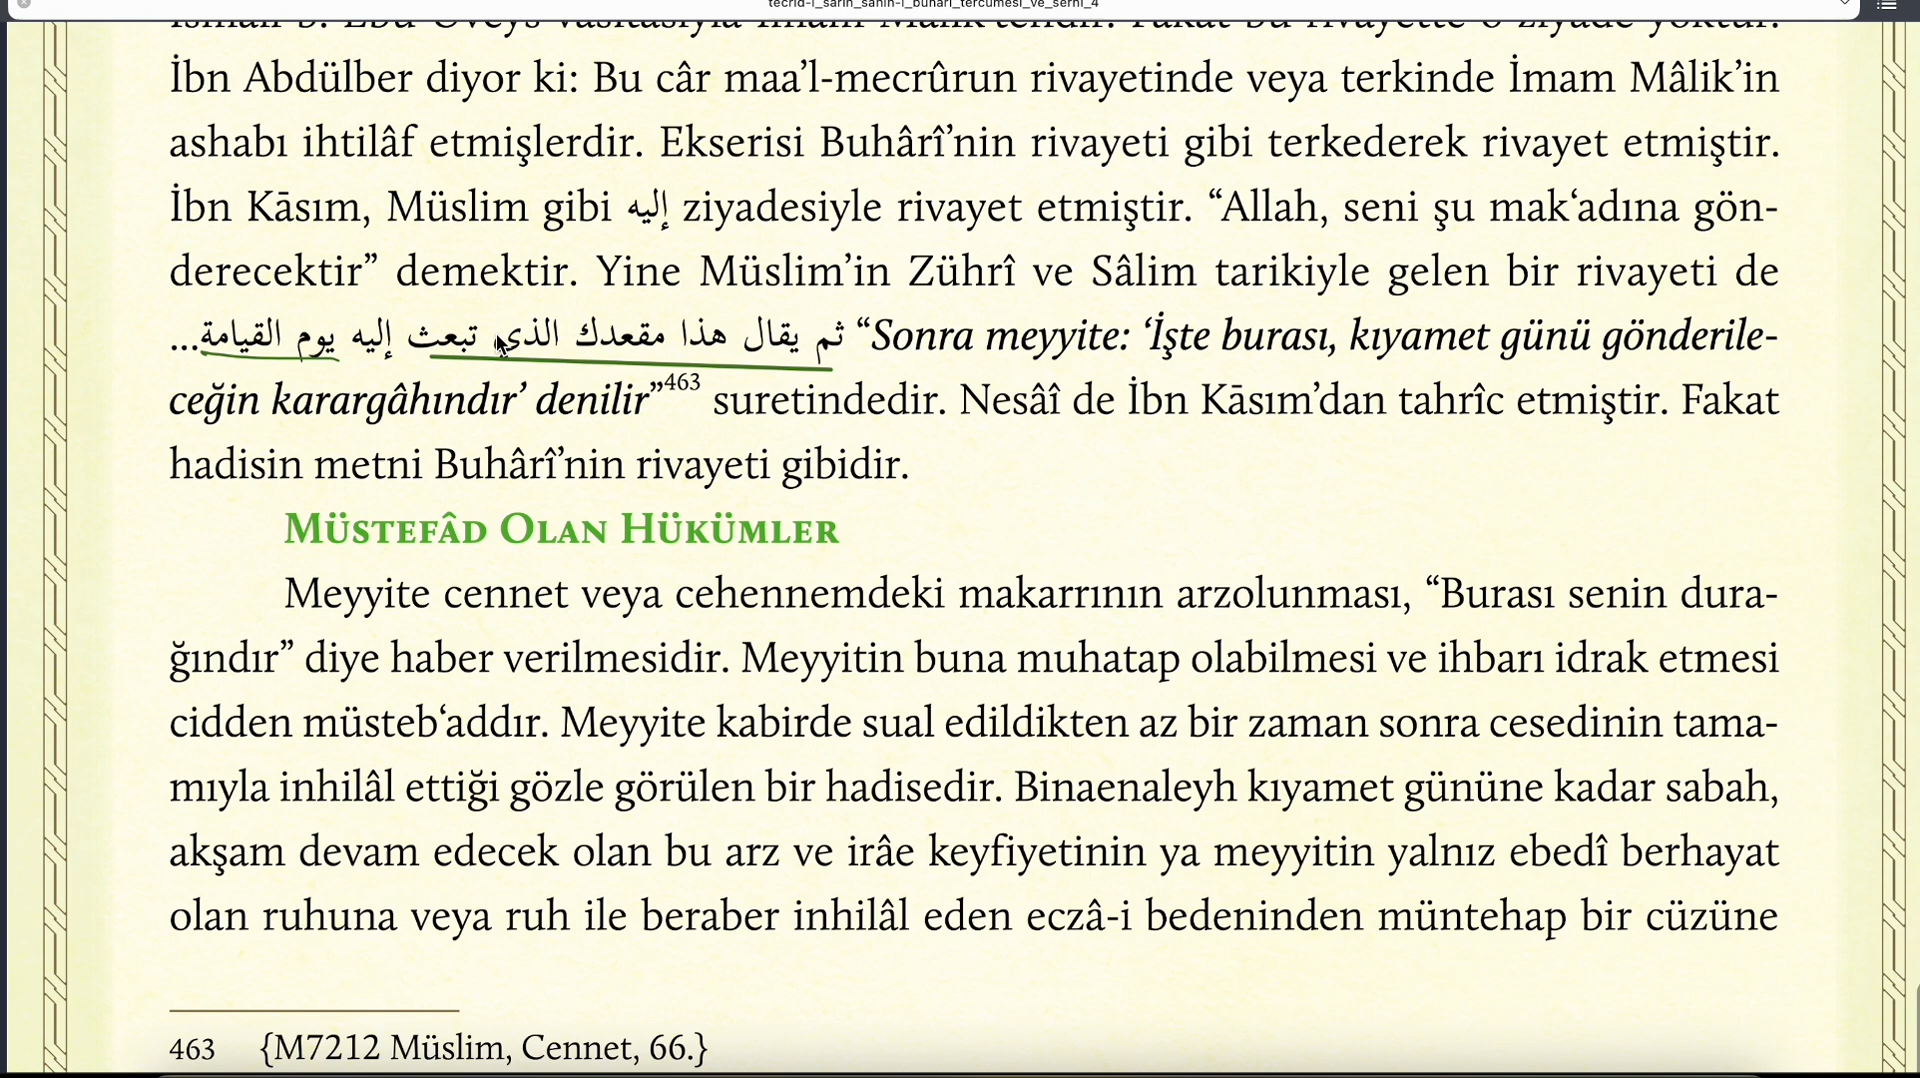 tecrid-i_sarih_sahih-i_buhari_tercumesi_ve_serhi_4
İbn Abdülber diyor ki: Bu câr maa’l-mecrûrun rivayetinde veya terkinde İmam Mâlik’in
ashabı ihtilâf etmişlerdir. Ekserisi Buhârî’nin rivayeti gibi terkederek rivayet etmiştir.
İbn Kāsım, Müslim gibi إليه ziyadesiyle rivayet etmiştir. “Allah, seni şu mak‘adına gön-
derecektir” demektir. Yine Müslim’in Zührî ve Sâlim tarikiyle gelen bir rivayeti de
ثم يقال هذا مقعدك الذي تبعث إليه يوم القيامة... “Sonra meyyite: ‘İşte burası, kıyamet günü gönderile-
ceğin karargâhındır’ denilir”463 suretindedir. Nesâî de İbn Kāsım’dan tahrîc etmiştir. Fakat
hadisin metni Buhârî’nin rivayeti gibidir.
Müstefâd Olan Hükümler
Meyyite cennet veya cehennemdeki makarrının arzolunması, “Burası senin dura-
ğındır” diye haber verilmesidir. Meyyitin buna muhatap olabilmesi ve ihbarı idrak etmesi
cidden müsteb‘addır. Meyyite kabirde sual edildikten az bir zaman sonra cesedinin tama-
mıyla inhilâl ettiği gözle görülen bir hadisedir. Binaenaleyh kıyamet gününe kadar sabah,
akşam devam edecek olan bu arz ve irâe keyfiyetinin ya meyyitin yalnız ebedî berhayat
olan ruhuna veya ruh ile beraber inhilâl eden eczâ-i bedeninden müntehap bir cüzüne
463 {M7212 Müslim, Cennet, 66.}